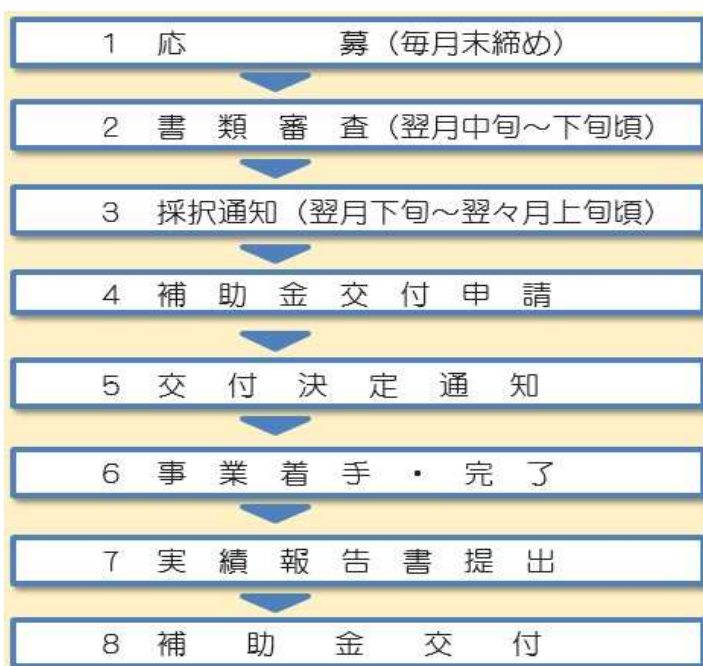 1 応募（毎月末締め）
2 書類審査（翌月中旬～下旬頃）
3 採択通知（翌月下旬～翌々月上旬頃）
4 補助金交付申請
5 交付決定通知
6 事業着手・完了
7 実績報告書提出
8 補助金交付